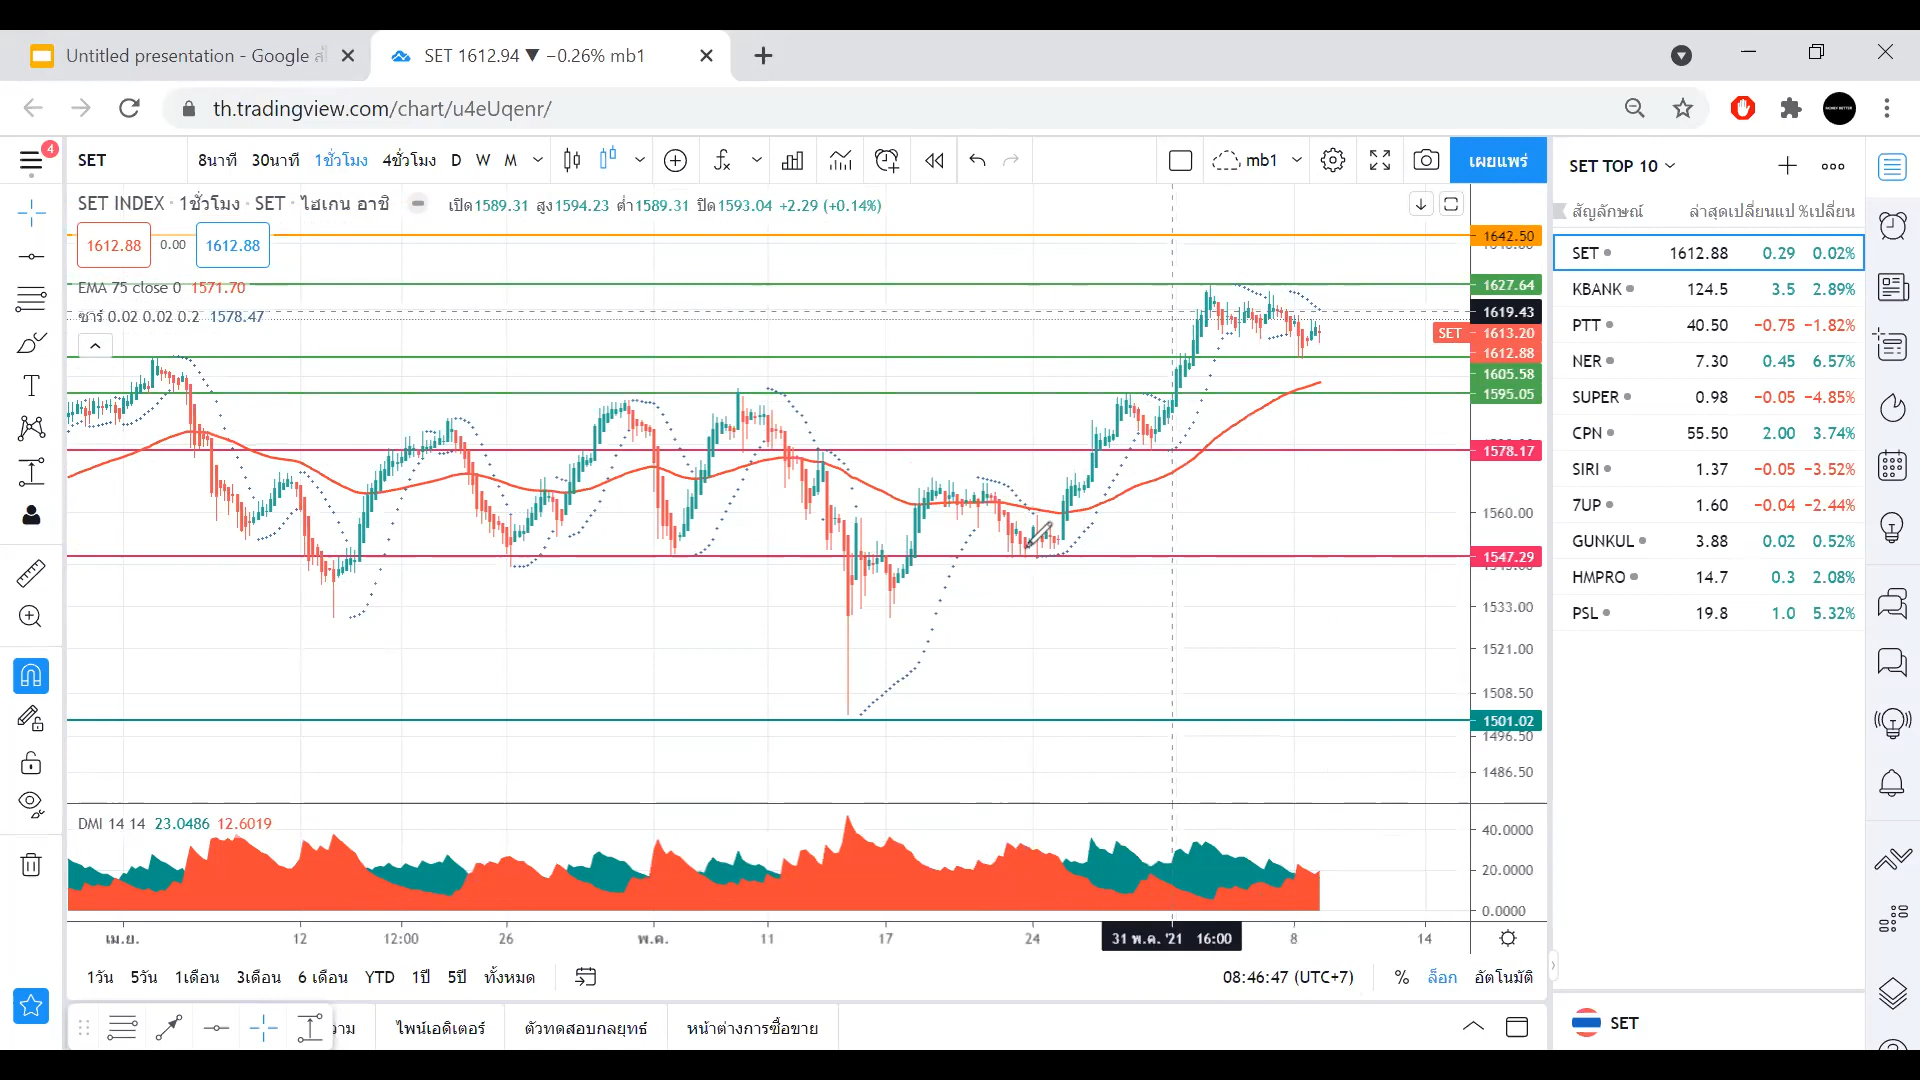 Untitled presentation - Google ส
SET 1612.94 ▼ −0.26% mb1
th.tradingview.com/chart/u4eUqenr/
4
SET
8นาที 30นาที 1ชั่วโมง 4ชั่วโมง D W M
mb1
เผยแพร่
SET TOP 10
SET INDEX · 1ชั่วโมง · SET · ไฮเกน อาชิ
เปิด1589.31 สูง1594.23 ต่ำ1589.31 ปิด1593.04 +2.29 (+0.14%)
1612.88 0.00 1612.88
EMA 75 close 0 1571.70
ซาร์ 0.02 0.02 0.2 1578.47
1642.50
1627.64
1619.43
SET 1613.20
1612.88
1605.58
1595.05
1578.17
1560.00
1547.29
1533.00
1521.00
1508.50
1501.02
1496.50
1486.50
DMI 14 14 23.0486 12.6019
40.0000
20.0000
0.0000
เม.ย. 12 12:00 26 พ.ค. 11 17 24 31 พ.ค. '21 16:00 8 14
1วัน 5วัน 1เดือน 3เดือน 6 เดือน YTD 1ปี 5ปี ทั้งหมด
08:46:47 (UTC+7) % ล็อก อัตโนมัติ
ไพน์เอดิเตอร์ ตัวทดสอบกลยุทธ์ หน้าต่างการซื้อขาย
สัญลักษณ์ ล่าสุด เปลี่ยนแป %เปลี่ยน
SET 1612.88 0.29 0.02%
KBANK 124.5 3.5 2.89%
PTT 40.50 −0.75 −1.82%
NER 7.30 0.45 6.57%
SUPER 0.98 −0.05 −4.85%
CPN 55.50 2.00 3.74%
SIRI 1.37 −0.05 −3.52%
7UP 1.60 −0.04 −2.44%
GUNKUL 3.88 0.02 0.52%
HMPRO 14.7 0.3 2.08%
PSL 19.8 1.0 5.32%
SET